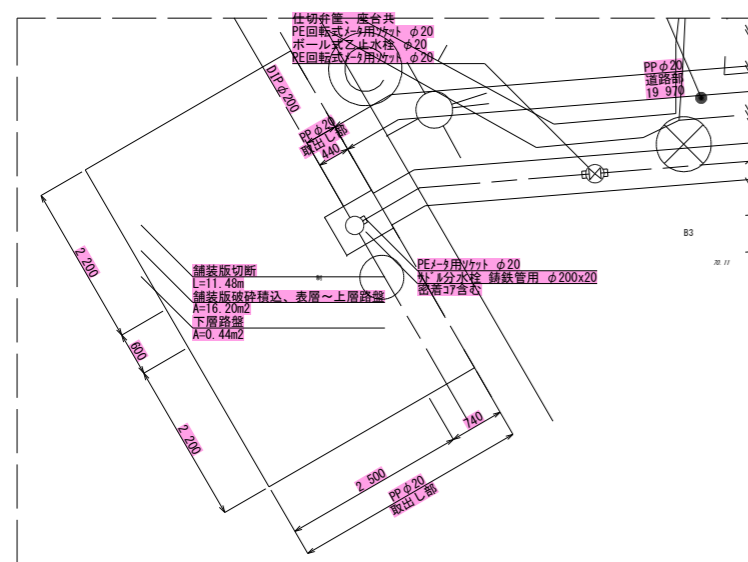 仕切弁筺、座台共
PE回転式メータ用ソケット φ20
ボール式乙止水栓 φ20
PE回転式メータ用ソケット φ20
DIPφ200
PPφ20
取出し部
440
PPφ20
道路部
19 970
B3
PEメータ用ソケット φ20
サドル分水栓 鋳鉄管用 φ200x20
密着コア含む
舗装版切断
L=11.48m
舗装版破砕積込、表層～上層路盤
A=16.20m2
下層路盤
A=0.44m2
2 200
600
2 200
740
2 500
PPφ20
取出し部